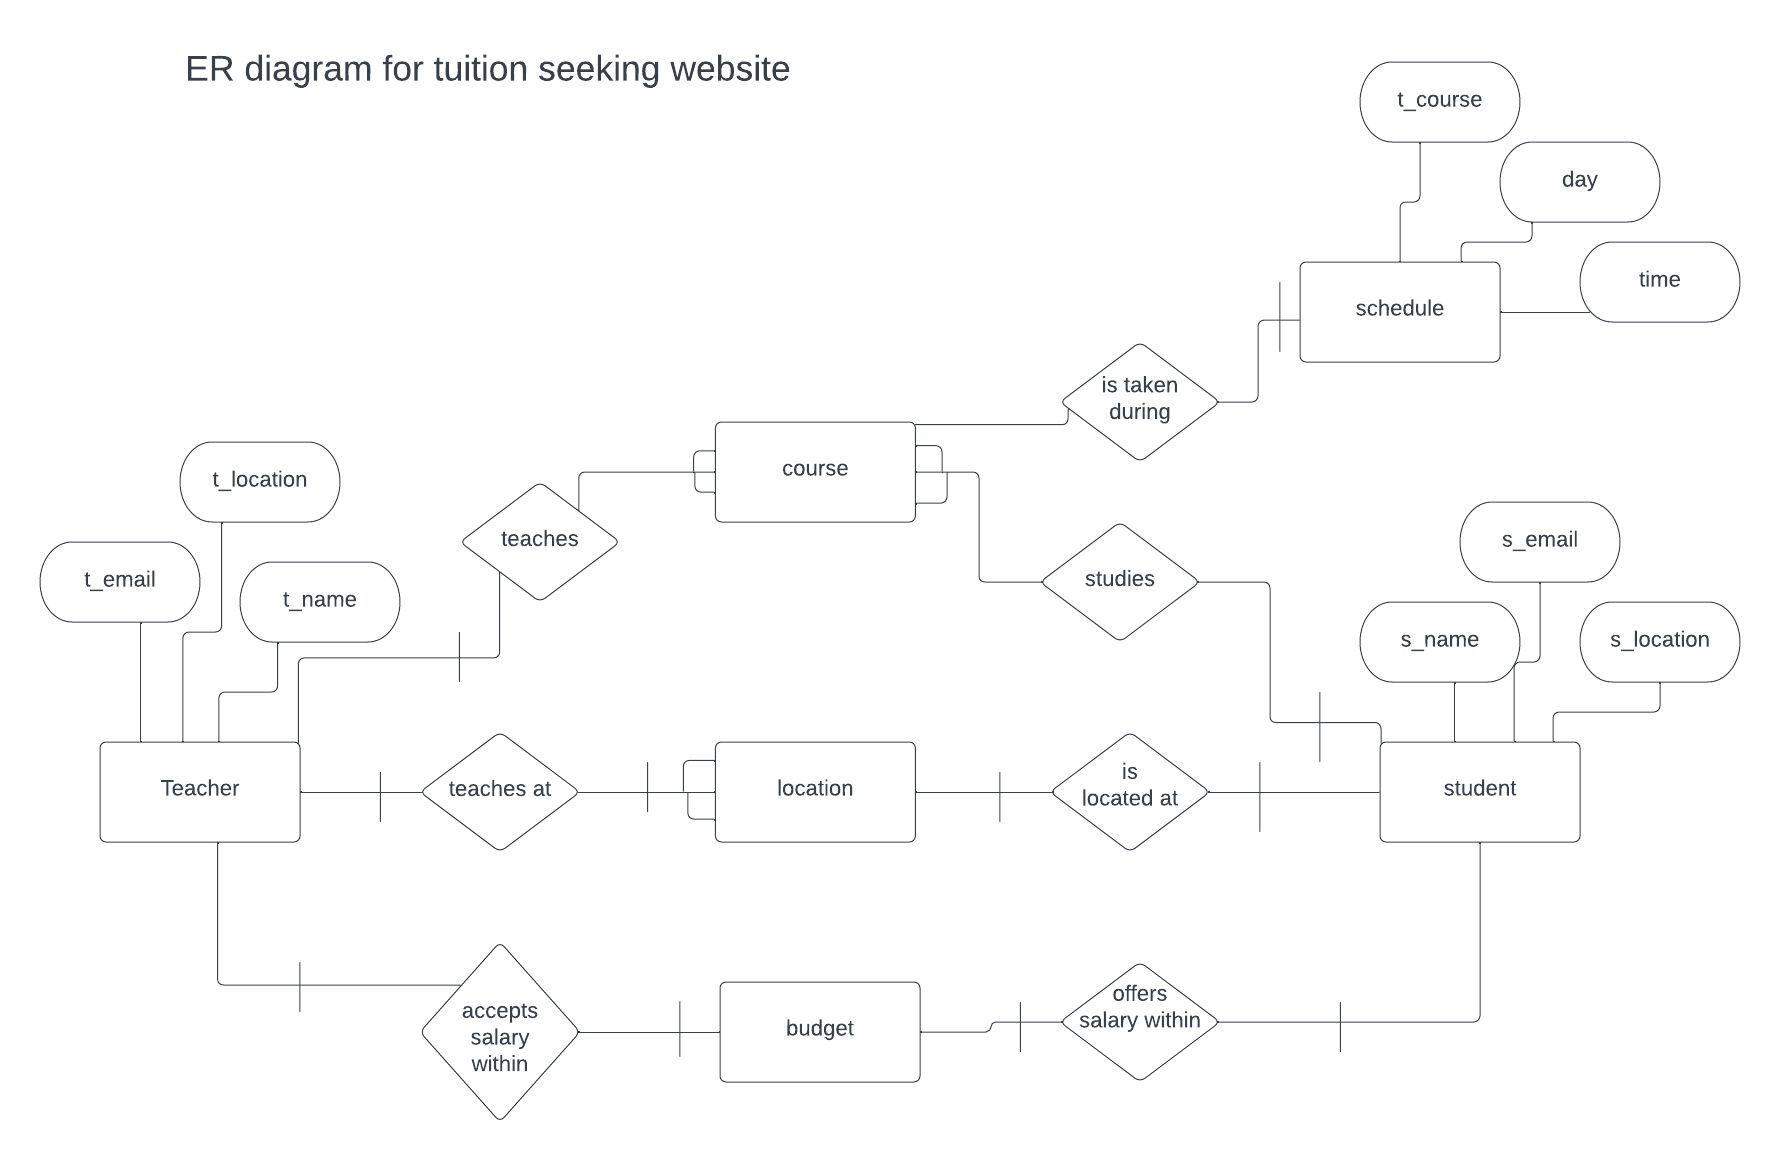 ER diagram for tuition seeking website
t_course
day
time
schedule
is taken
during
course
t_location
teaches
t_email
t_name
studies
s_email
s_name
s_location
Teacher
teaches at
location
is
located at
student
accepts
salary
within
budget
offers
salary within